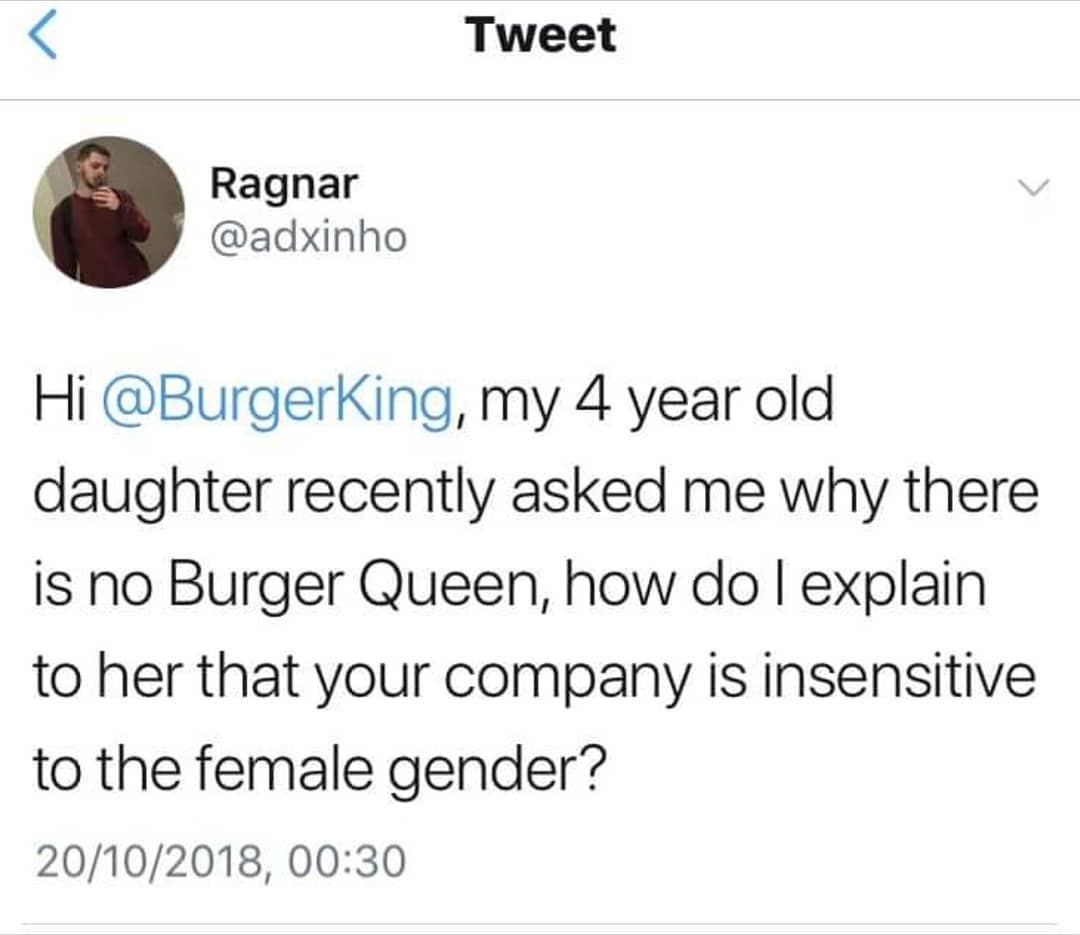 Tweet
Ragnar
@adxinho
Hi @BurgerKing, my 4 year old
daughter recently asked me why there
is no Burger Queen, how do I explain
to her that your company is insensitive
to the female gender?
20/10/2018, 00:30